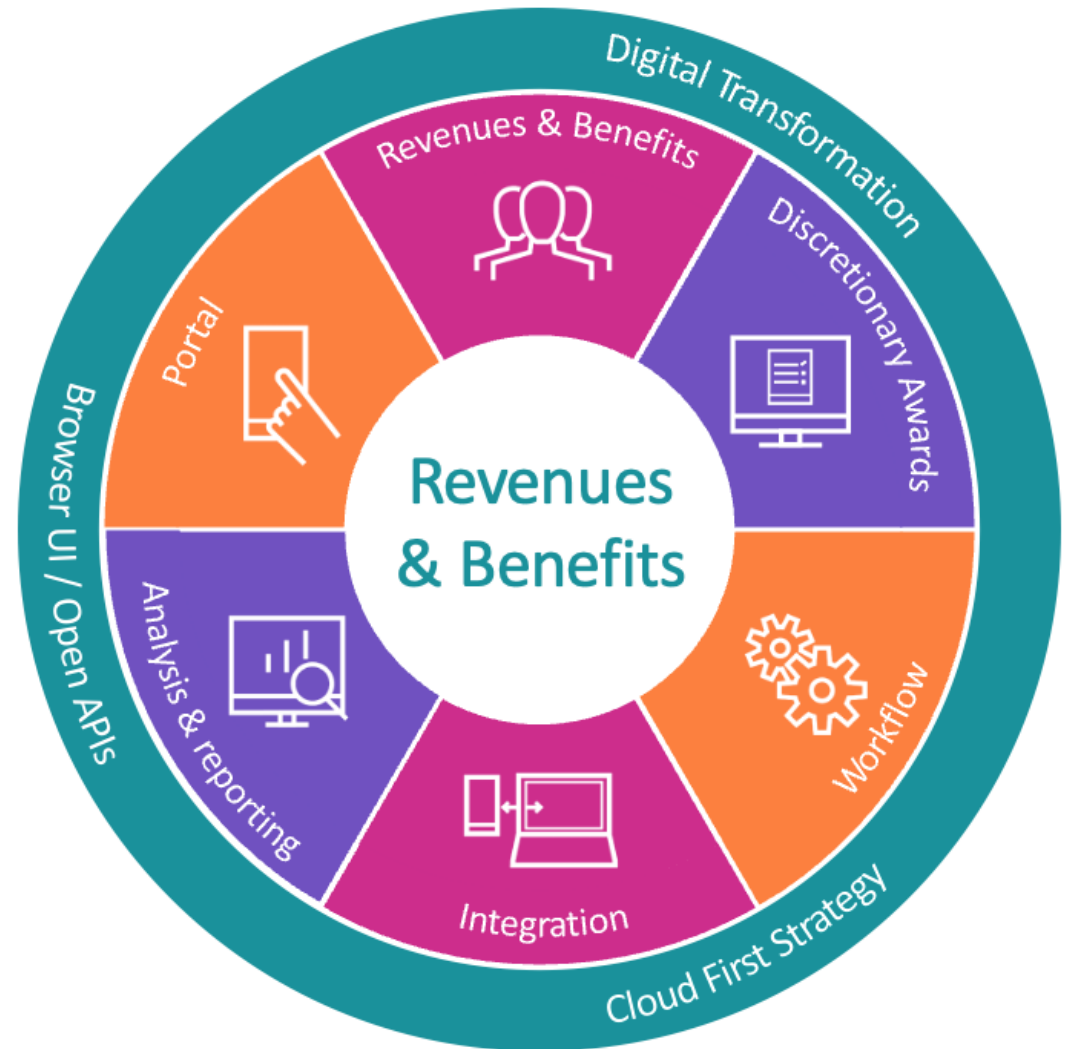 Digital Transformation
Revenues & Benefits
Discretionary Awards
Portal
Revenues
& Benefits
Browser UI / Open APIs
Analysis & reporting
Workflow
Integration
Cloud First Strategy